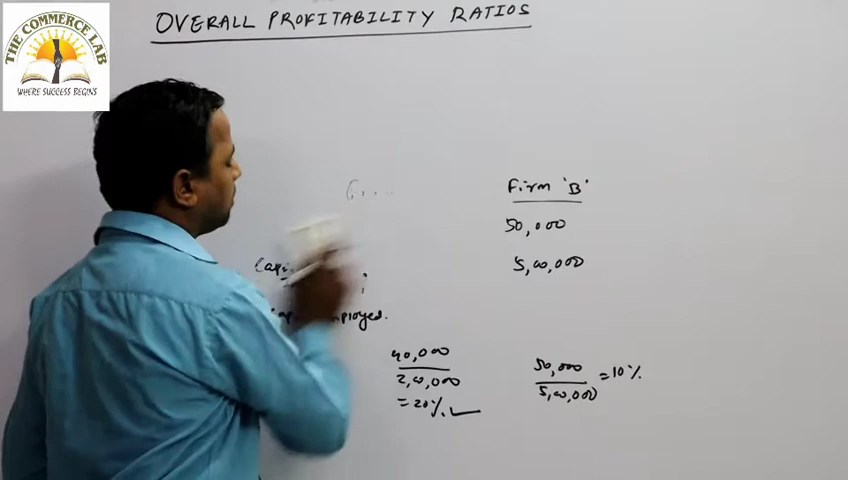 THE COMMERCE LAB
WHERE SUCCESS BEGINS
OVERALL PROFITABILITY RATIOS
Firm 'B'
50,000
5,00,000
40,000
2,00,000
= 20%
50,000
5,00,000
= 10%